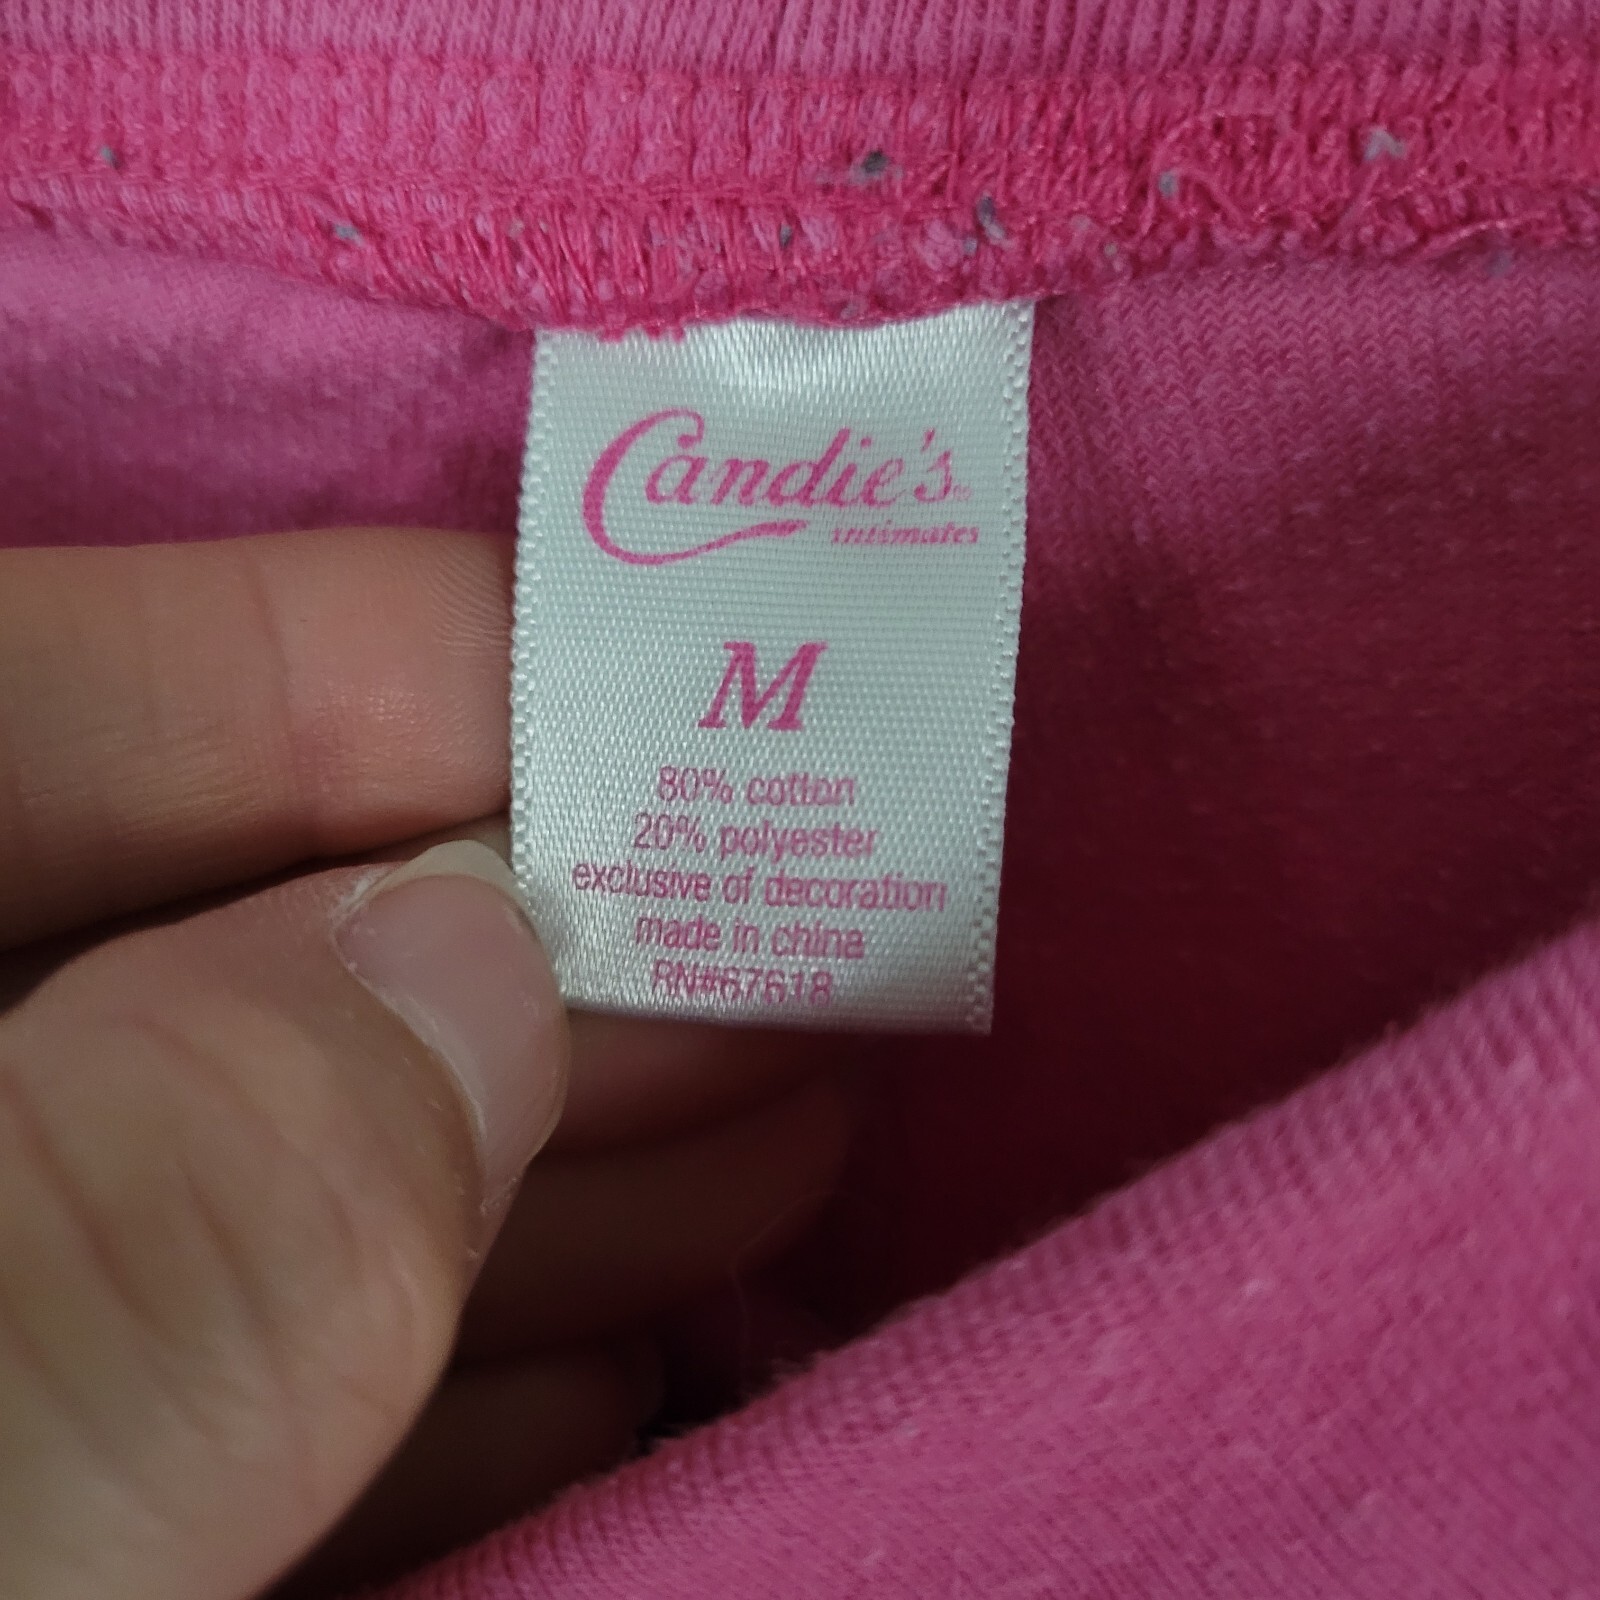 Candie's
intimates
M
80% cotton
20% polyester
exclusive of decoration
made in china
RN#67618